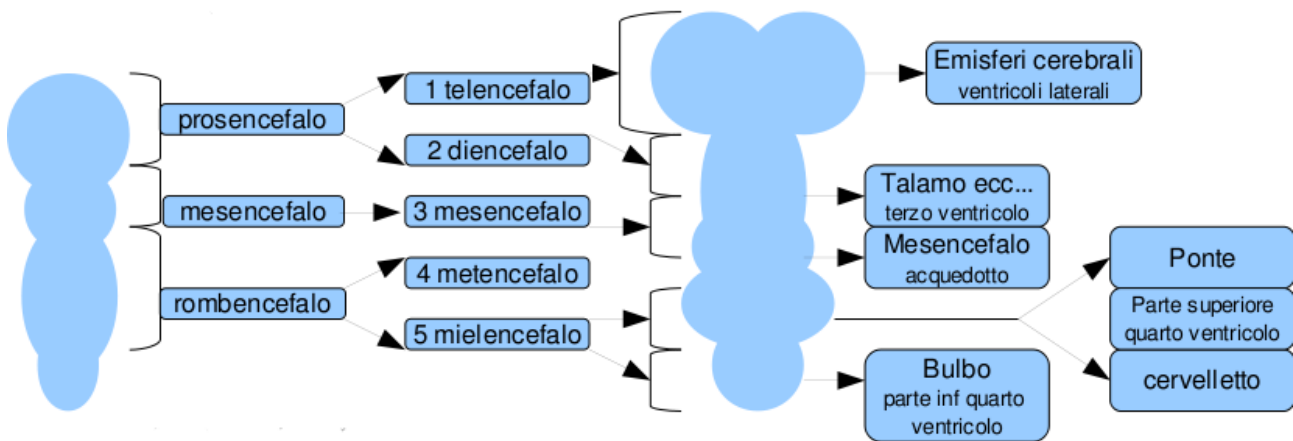 prosencefalo
mesencefalo
rombencefalo
1 telencefalo
2 diencefalo
3 mesencefalo
4 metencefalo
5 mielencefalo
Emisferi cerebrali
ventricoli laterali
Talamo ecc...
terzo ventricolo
Mesencefalo
acquedotto
Bulbo
parte inf quarto
ventricolo
Ponte
Parte superiore
quarto ventricolo
cervelletto